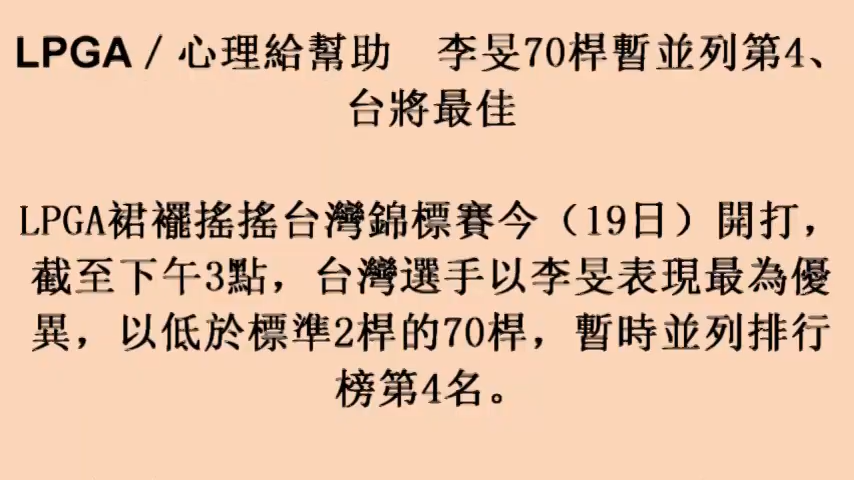 LPGA／心理給幫助　李旻70桿暫並列第4、
台將最佳
LPGA裙襬搖搖台灣錦標賽今（19日）開打，
截至下午3點，台灣選手以李旻表現最為優
異，以低於標準2桿的70桿，暫時並列排行
榜第4名。